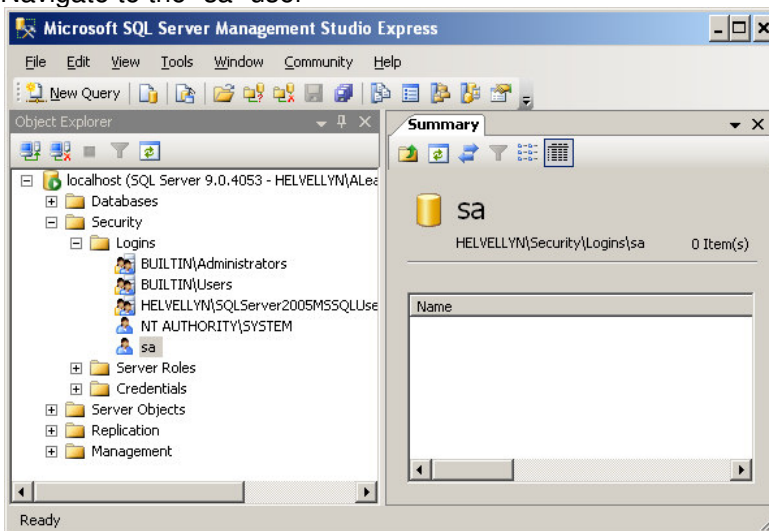 Navigate to the "sa" user
Microsoft SQL Server Management Studio Express
File Edit View Tools Window Community Help
New Query
Object Explorer
localhost (SQL Server 9.0.4053 - HELVELLYN\ALea
Databases
Security
Logins
BUILTIN\Administrators
BUILTIN\Users
HELVELLYN\SQLServer2005MSSQLUse
NT AUTHORITY\SYSTEM
sa
Server Roles
Credentials
Server Objects
Replication
Management
Summary
sa
HELVELLYN\Security\Logins\sa 0 Item(s)
Name
Ready